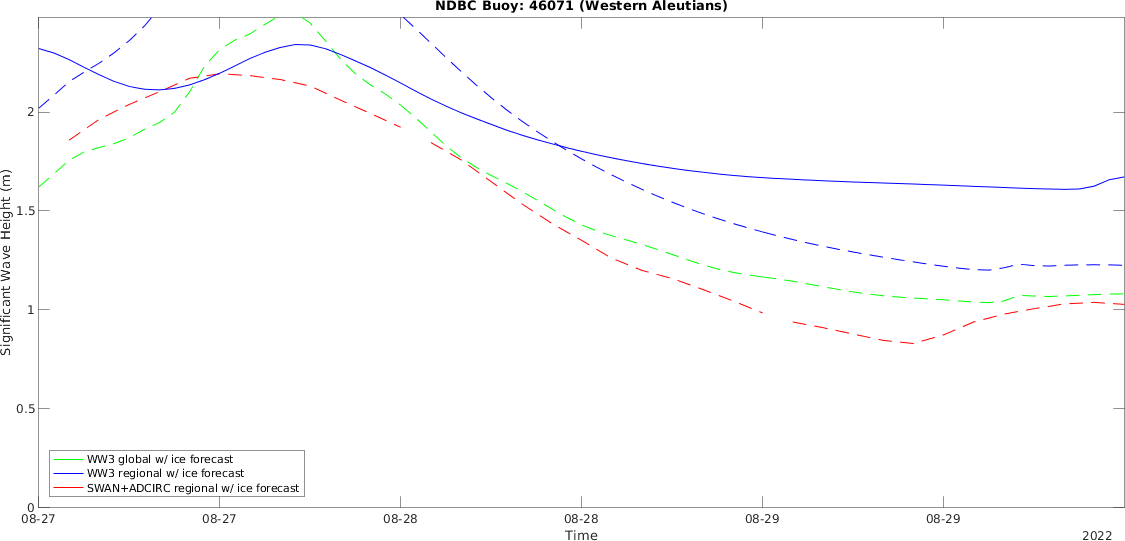 NDBC Buoy: 46071 (Western Aleutians)
Significant Wave Height (m)
2
1.5
1
0.5
0
WW3 global w/ ice forecast
WW3 regional w/ ice forecast
SWAN+ADCIRC regional w/ ice forecast
08-27 08-27 08-28 08-28 08-29 08-29
Time
2022